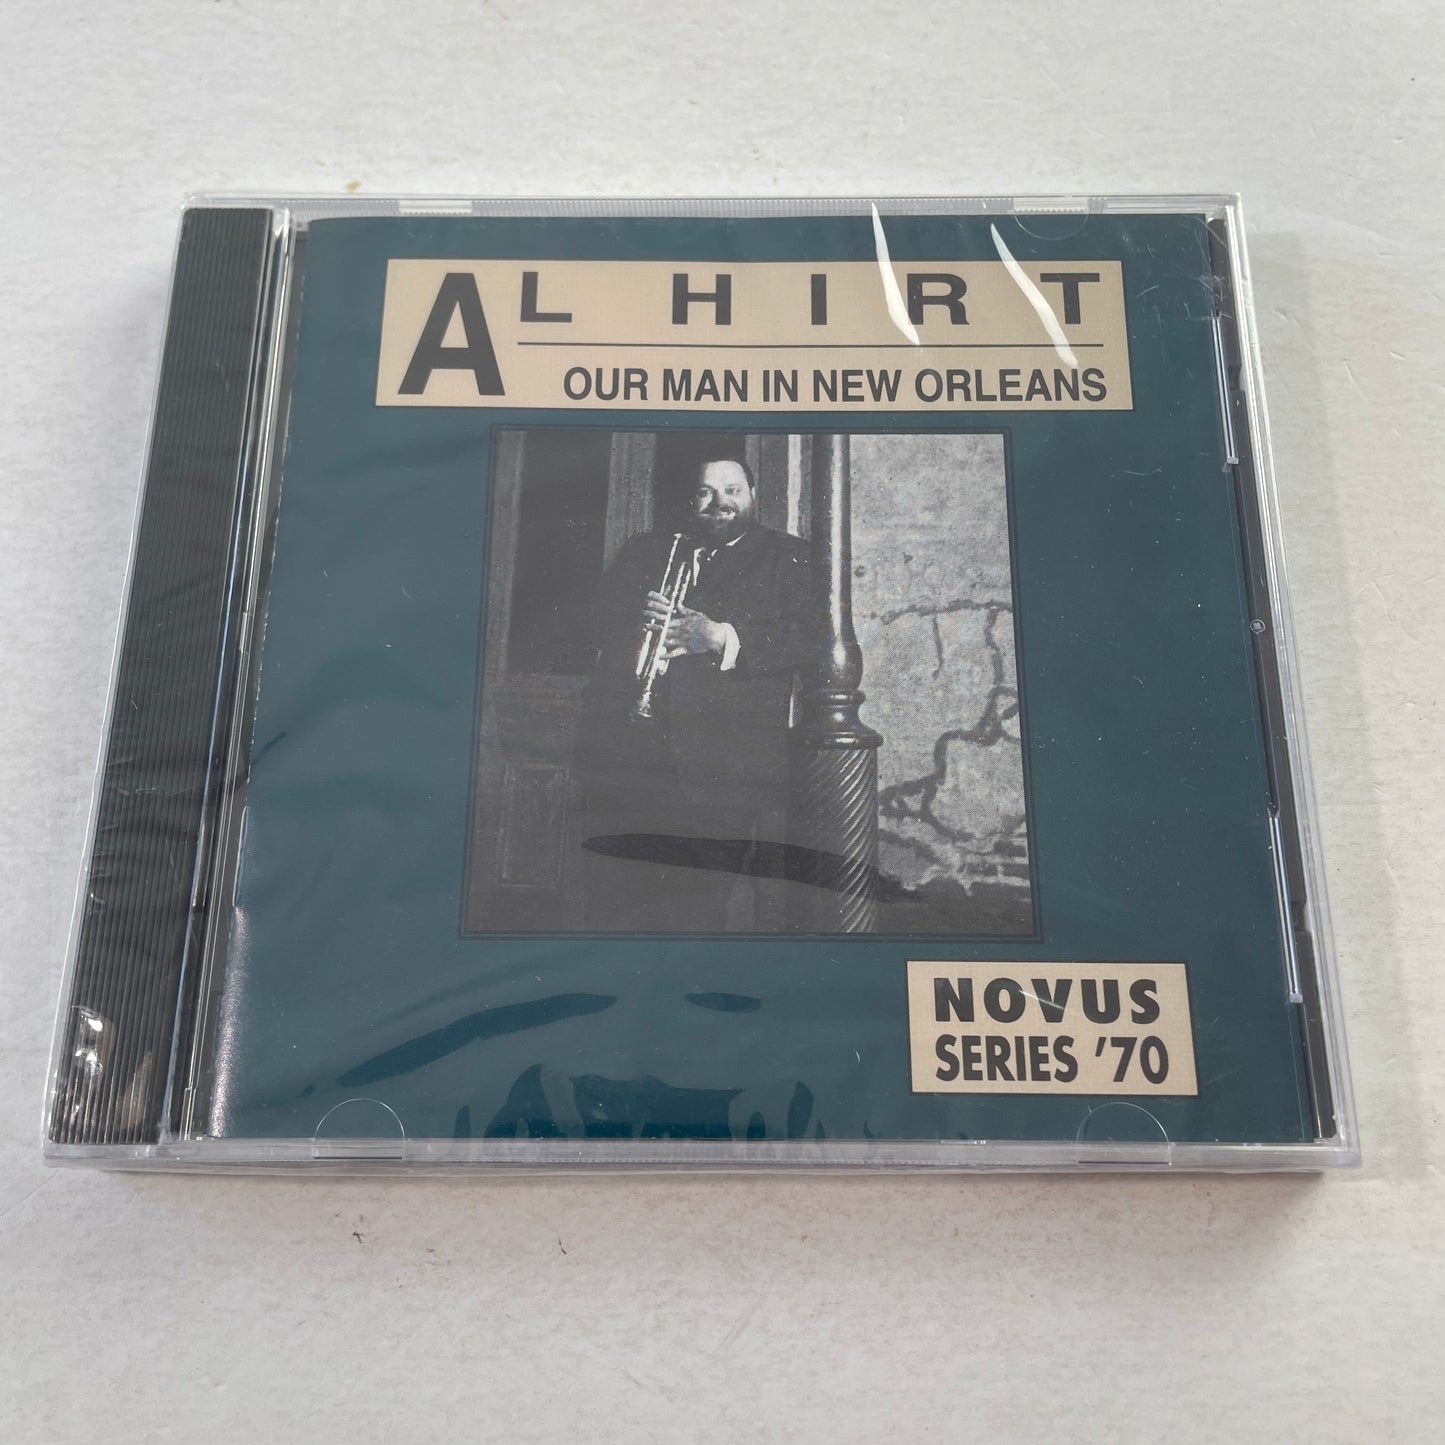 AL HIRT
OUR MAN IN NEW ORLEANS
NOVUS
SERIES '70